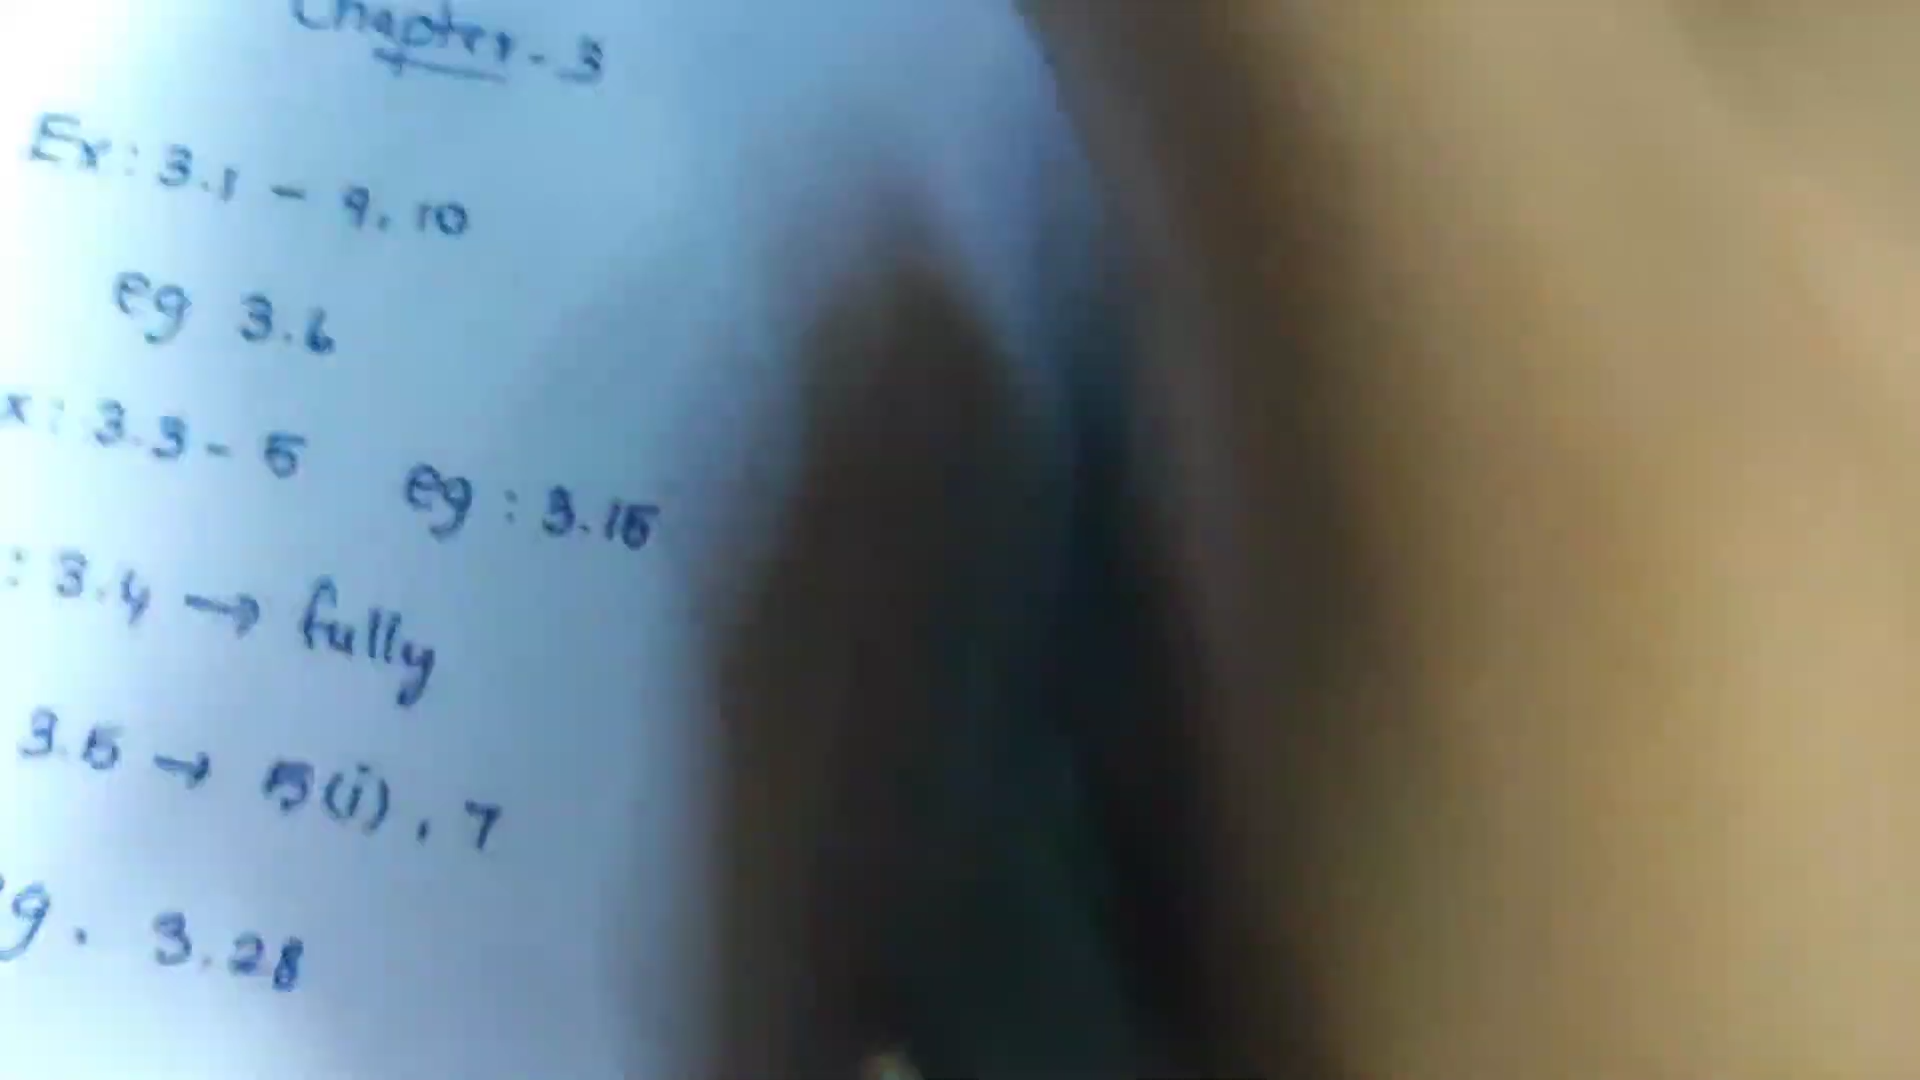 Chapter - 3
Ex: 3.1 - 9, 10
eg 3.6
x: 3.3 - 5 eg : 3.15
: 3.4 → fully
3.5 → 5(i), 7
eg. 3.28